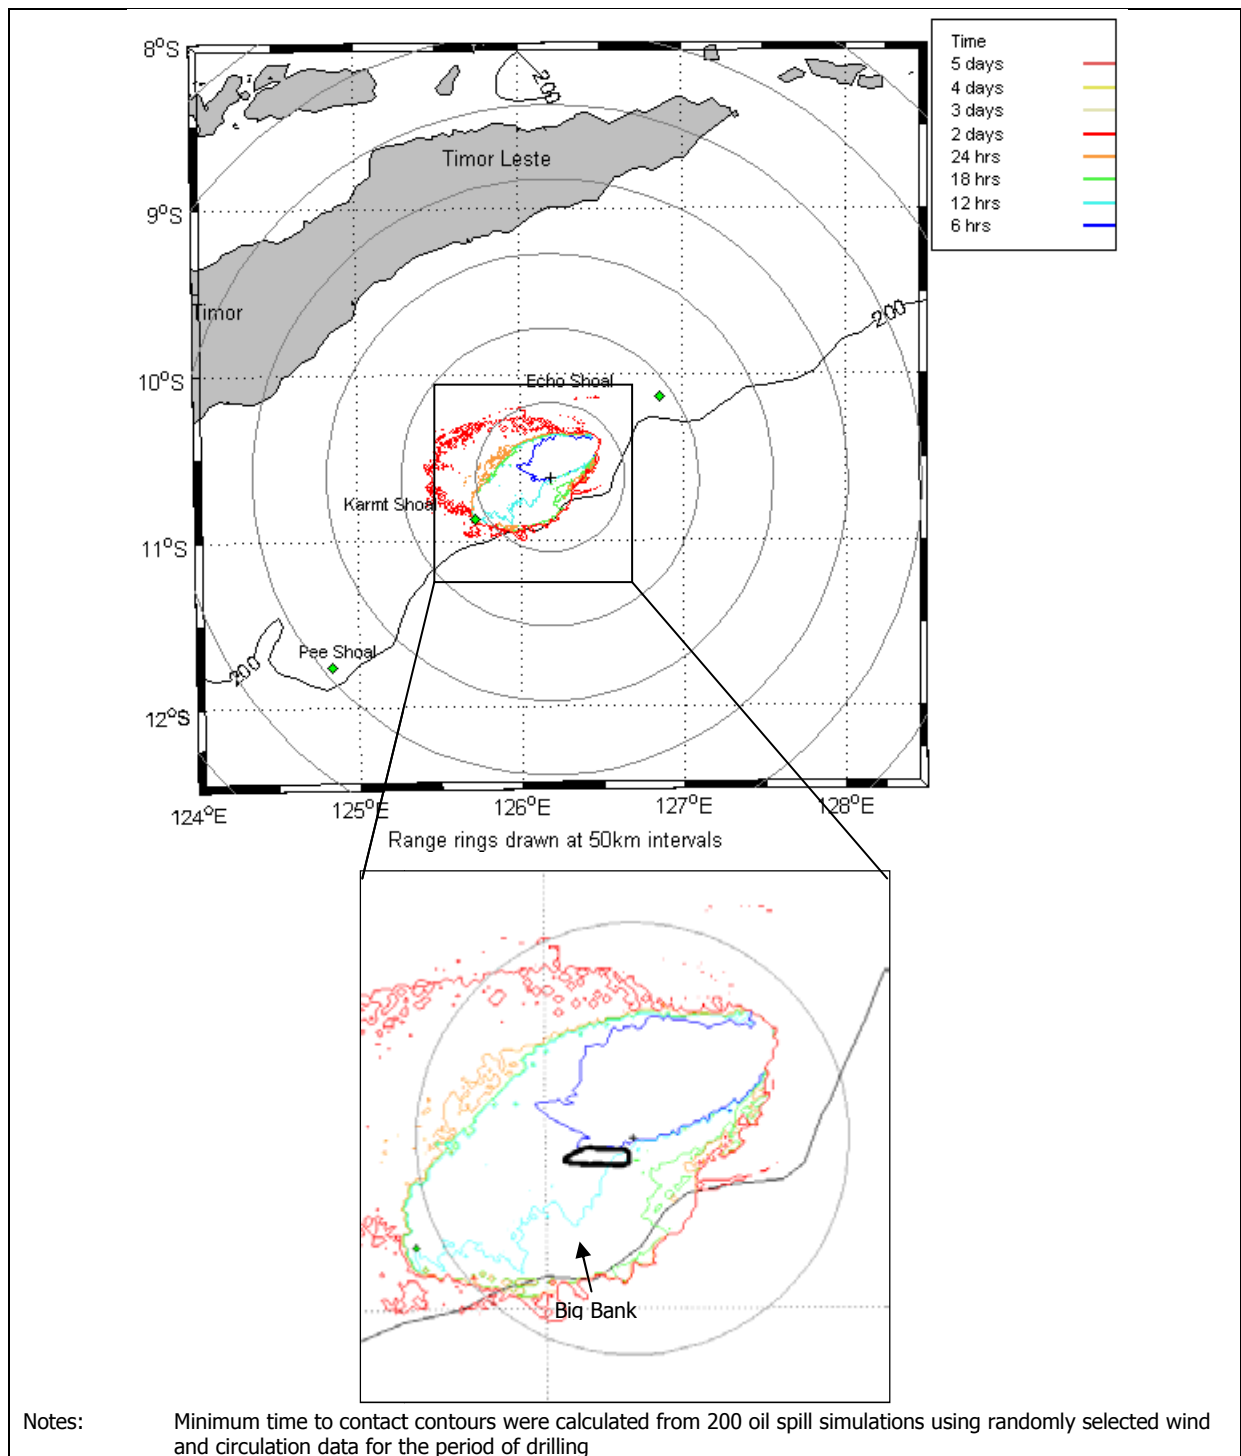 8°S
9°S
10°S
11°S
12°S
124°E
125°E
126°E
127°E
128°E
200
Timor Leste
Timor
200
Echo Shoal
Karmt Shoal
Pee Shoal
200
Time
5 days
4 days
3 days
2 days
24 hrs
18 hrs
12 hrs
6 hrs
Range rings drawn at 50km intervals
Big Bank
Notes: Minimum time to contact contours were calculated from 200 oil spill simulations using randomly selected wind
and circulation data for the period of drilling